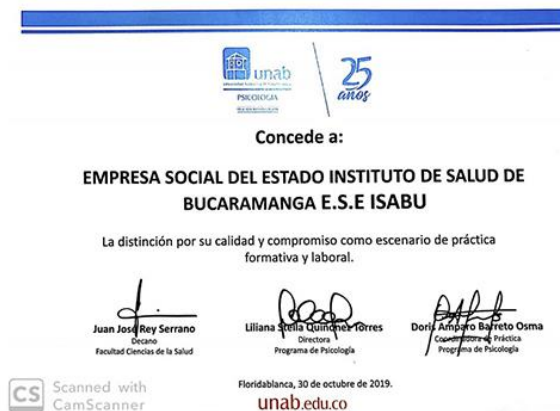 unab
PSICOLOGÍA
25
años
Concede a:
EMPRESA SOCIAL DEL ESTADO INSTITUTO DE SALUD DE
BUCARAMANGA E.S.E ISABU
La distinción por su calidad y compromiso como escenario de práctica
formativa y laboral.
Juan José Rey Serrano
Decano
Facultad Ciencias de la Salud
Liliana Stella Quiñonez Torres
Directora
Programa de Psicología
Doris Amparo Barreto Osma
Coordinadora de Práctica
Programa de Psicología
Floridablanca, 30 de octubre de 2019.
unab.edu.co
CS Scanned with
CamScanner